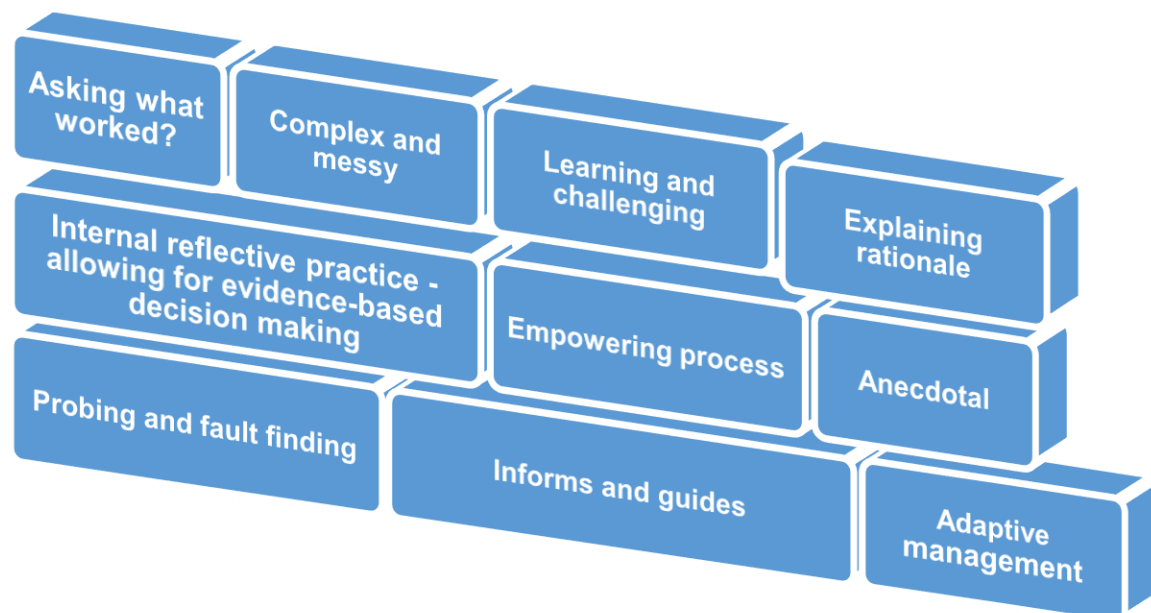 Asking what
worked?
Complex and
messy
Learning and
challenging
Explaining
rationale
Internal reflective practice -
allowing for evidence-based
decision making
Empowering process
Anecdotal
Probing and fault finding
Informs and guides
Adaptive
management